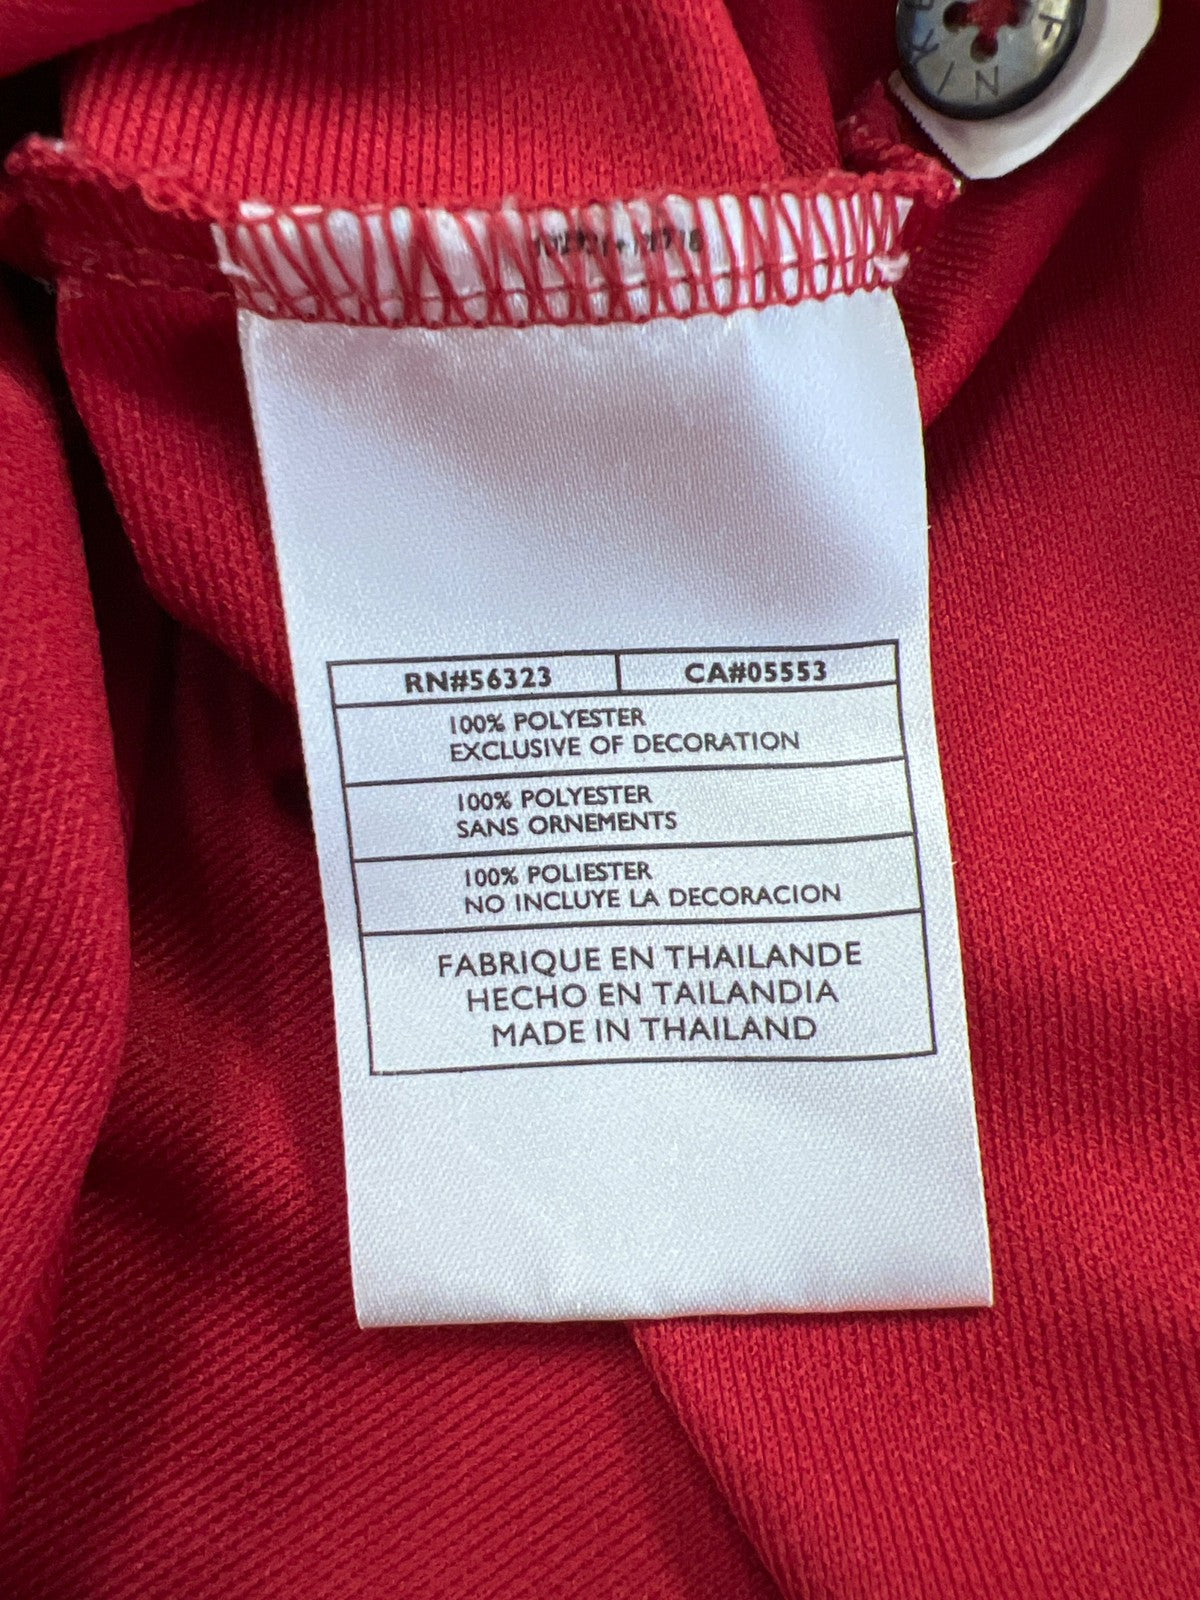 RN#56323 CA#05553
100% POLYESTER
EXCLUSIVE OF DECORATION
100% POLYESTER
SANS ORNEMENTS
100% POLIESTER
NO INCLUYE LA DECORACION
FABRIQUE EN THAILANDE
HECHO EN TAILANDIA
MADE IN THAILAND